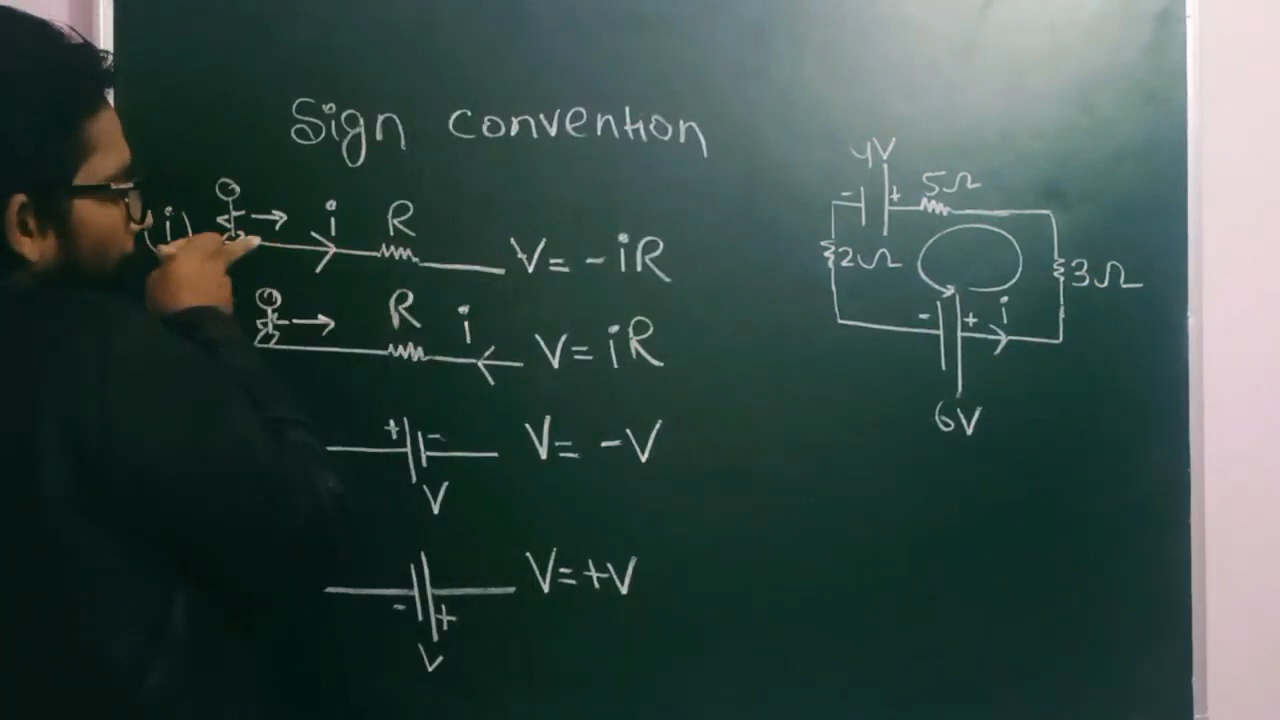 Sign convention
(i) i R V = -iR
R i V = iR
+ - V = -V
V
- + V = +V
V
4V
- + 5Ω
2Ω 3Ω
- + i
6V